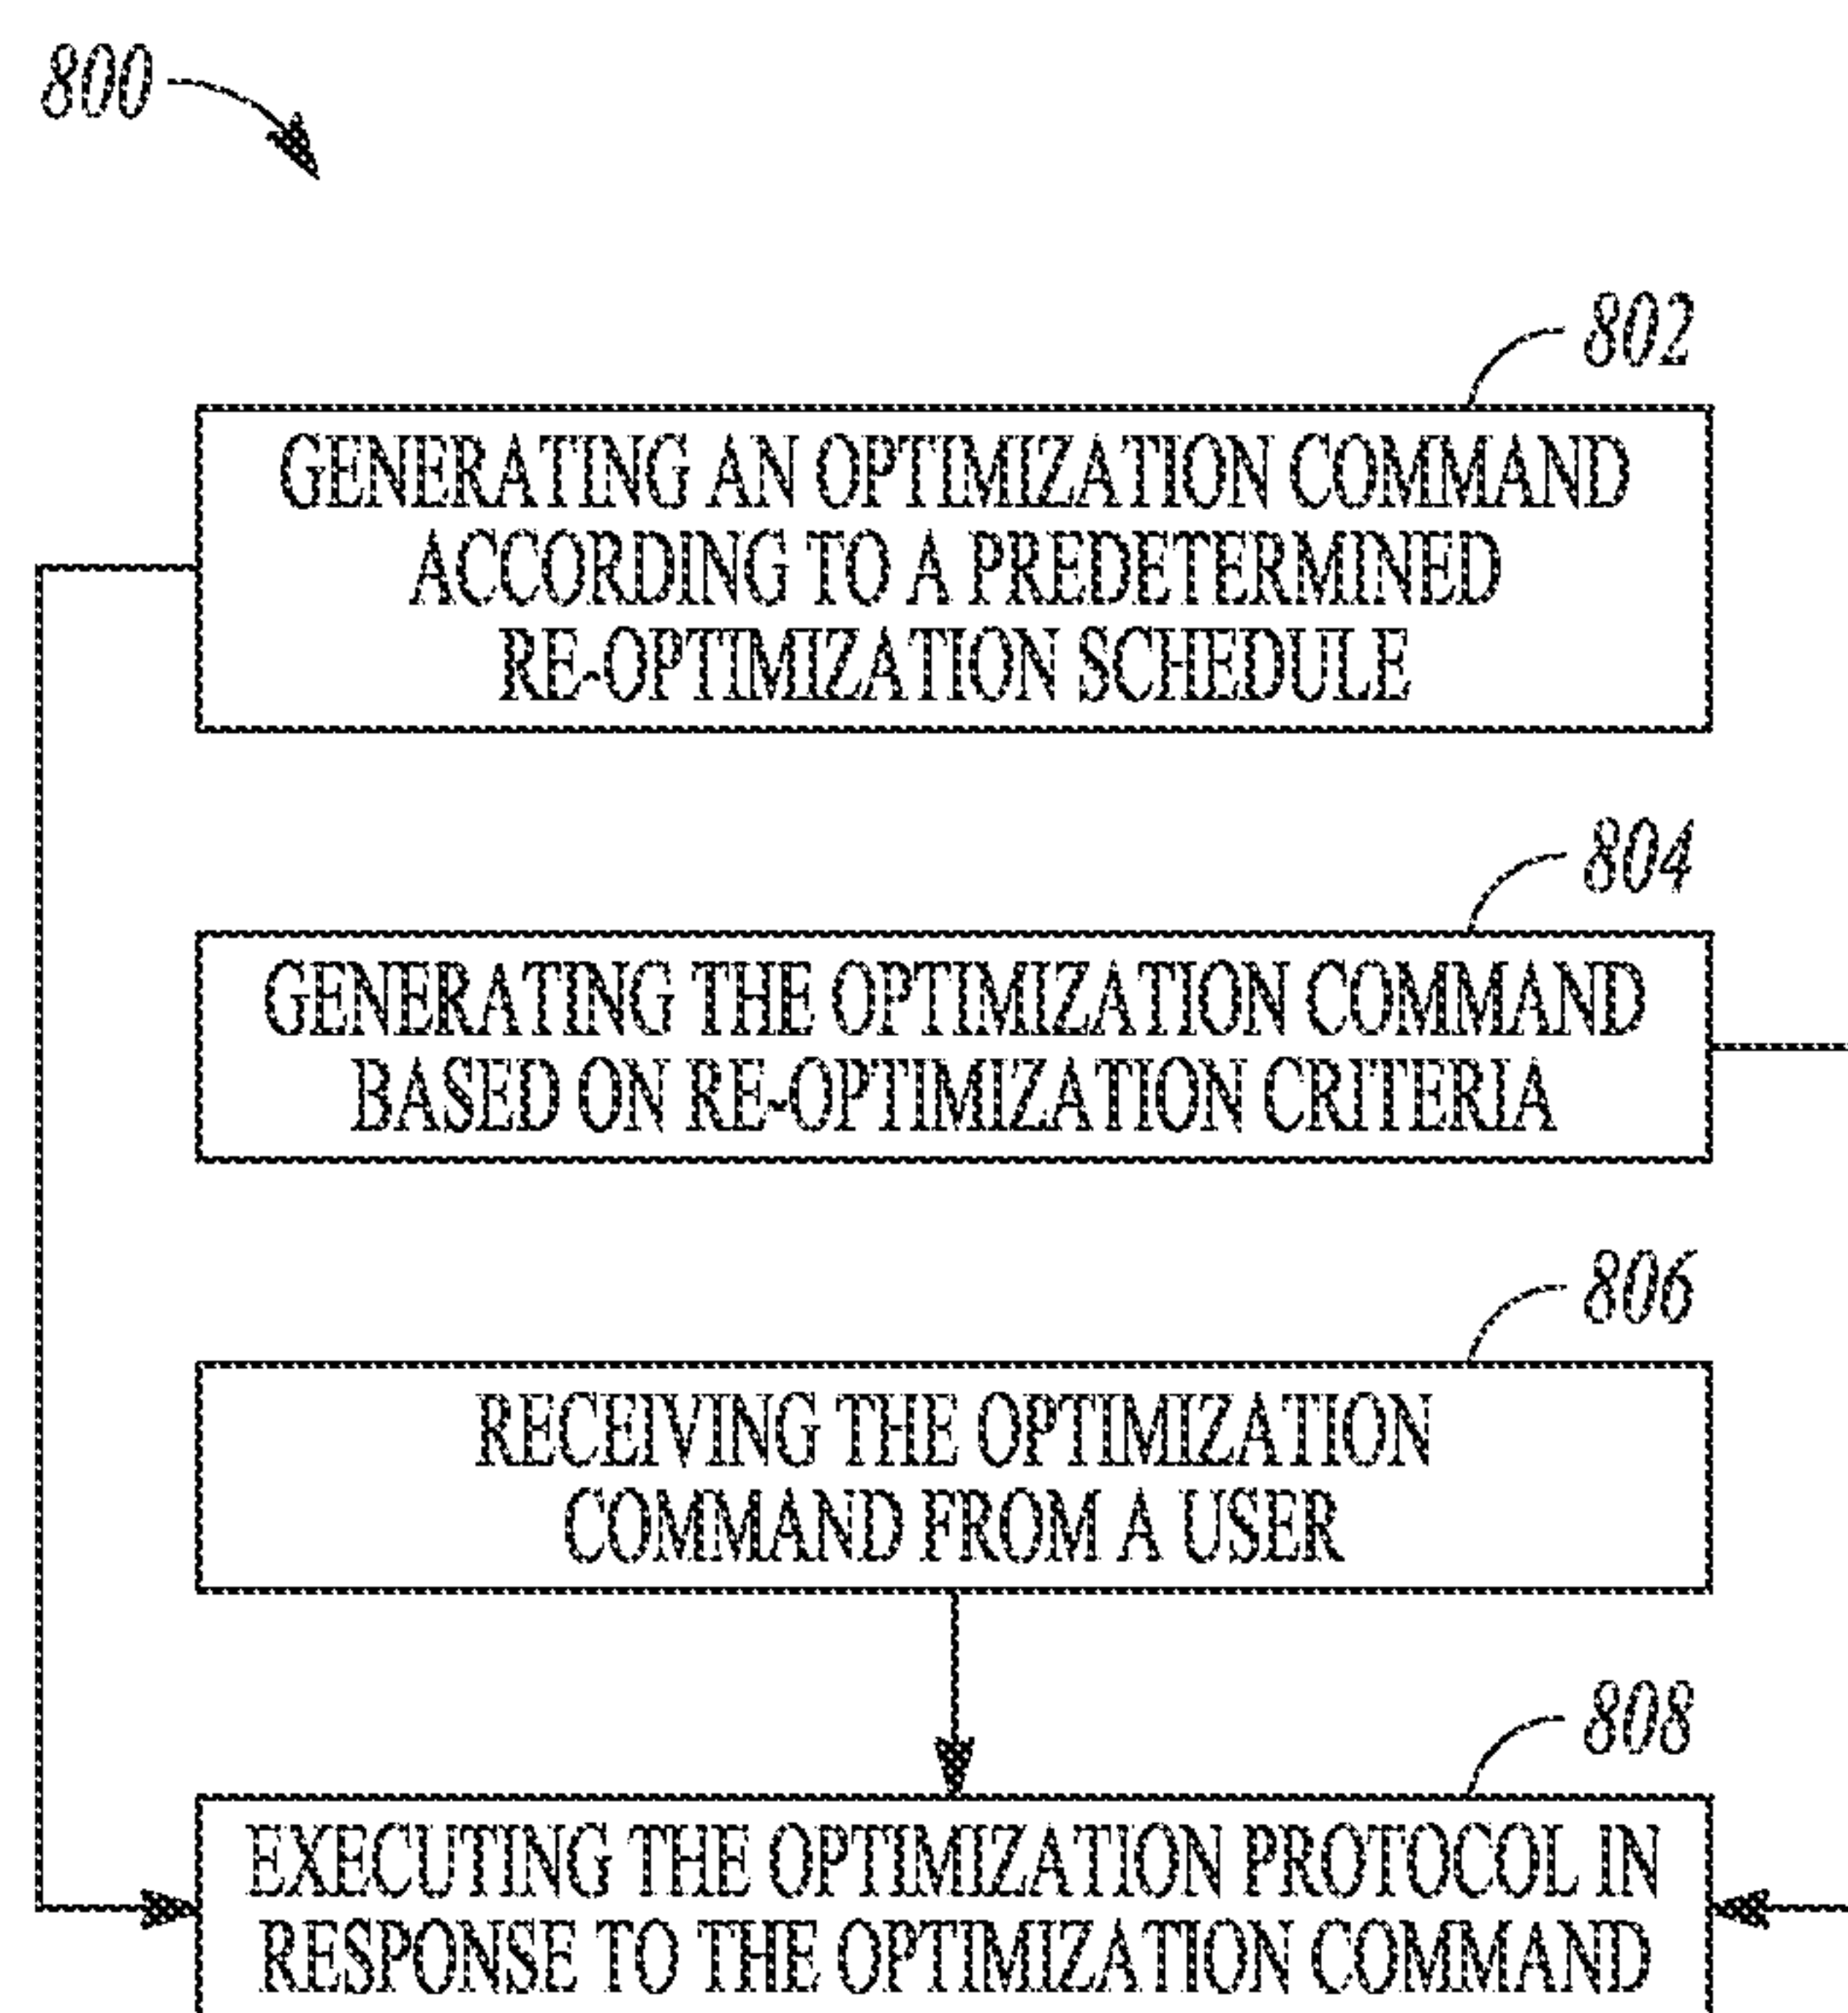 800
802
GENERATING AN OPTIMIZATION COMMAND
ACCORDING TO A PREDETERMINED
RE-OPTIMIZATION SCHEDULE
804
GENERATING THE OPTIMIZATION COMMAND
BASED ON RE-OPTIMIZATION CRITERIA
806
RECEIVING THE OPTIMIZATION
COMMAND FROM A USER
808
EXECUTING THE OPTIMIZATION PROTOCOL IN
RESPONSE TO THE OPTIMIZATION COMMAND